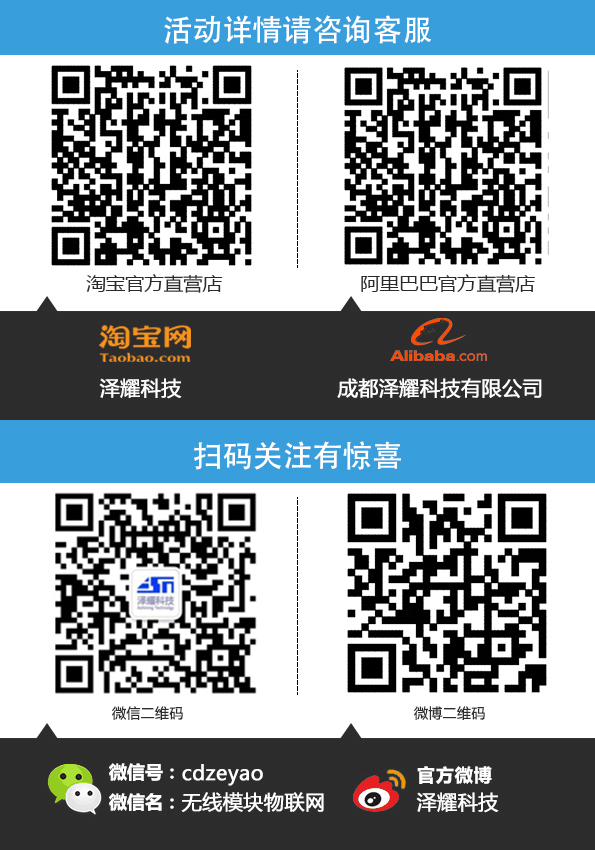 活动详情请咨询客服
淘宝官方直营店
阿里巴巴官方直营店
淘宝网
Taobao.com
Alibaba.com
泽耀科技
成都泽耀科技有限公司
扫码关注有惊喜
泽耀科技
微信二维码
微博二维码
微信号：cdzeyao
微信名：无线模块物联网
官方微博
泽耀科技